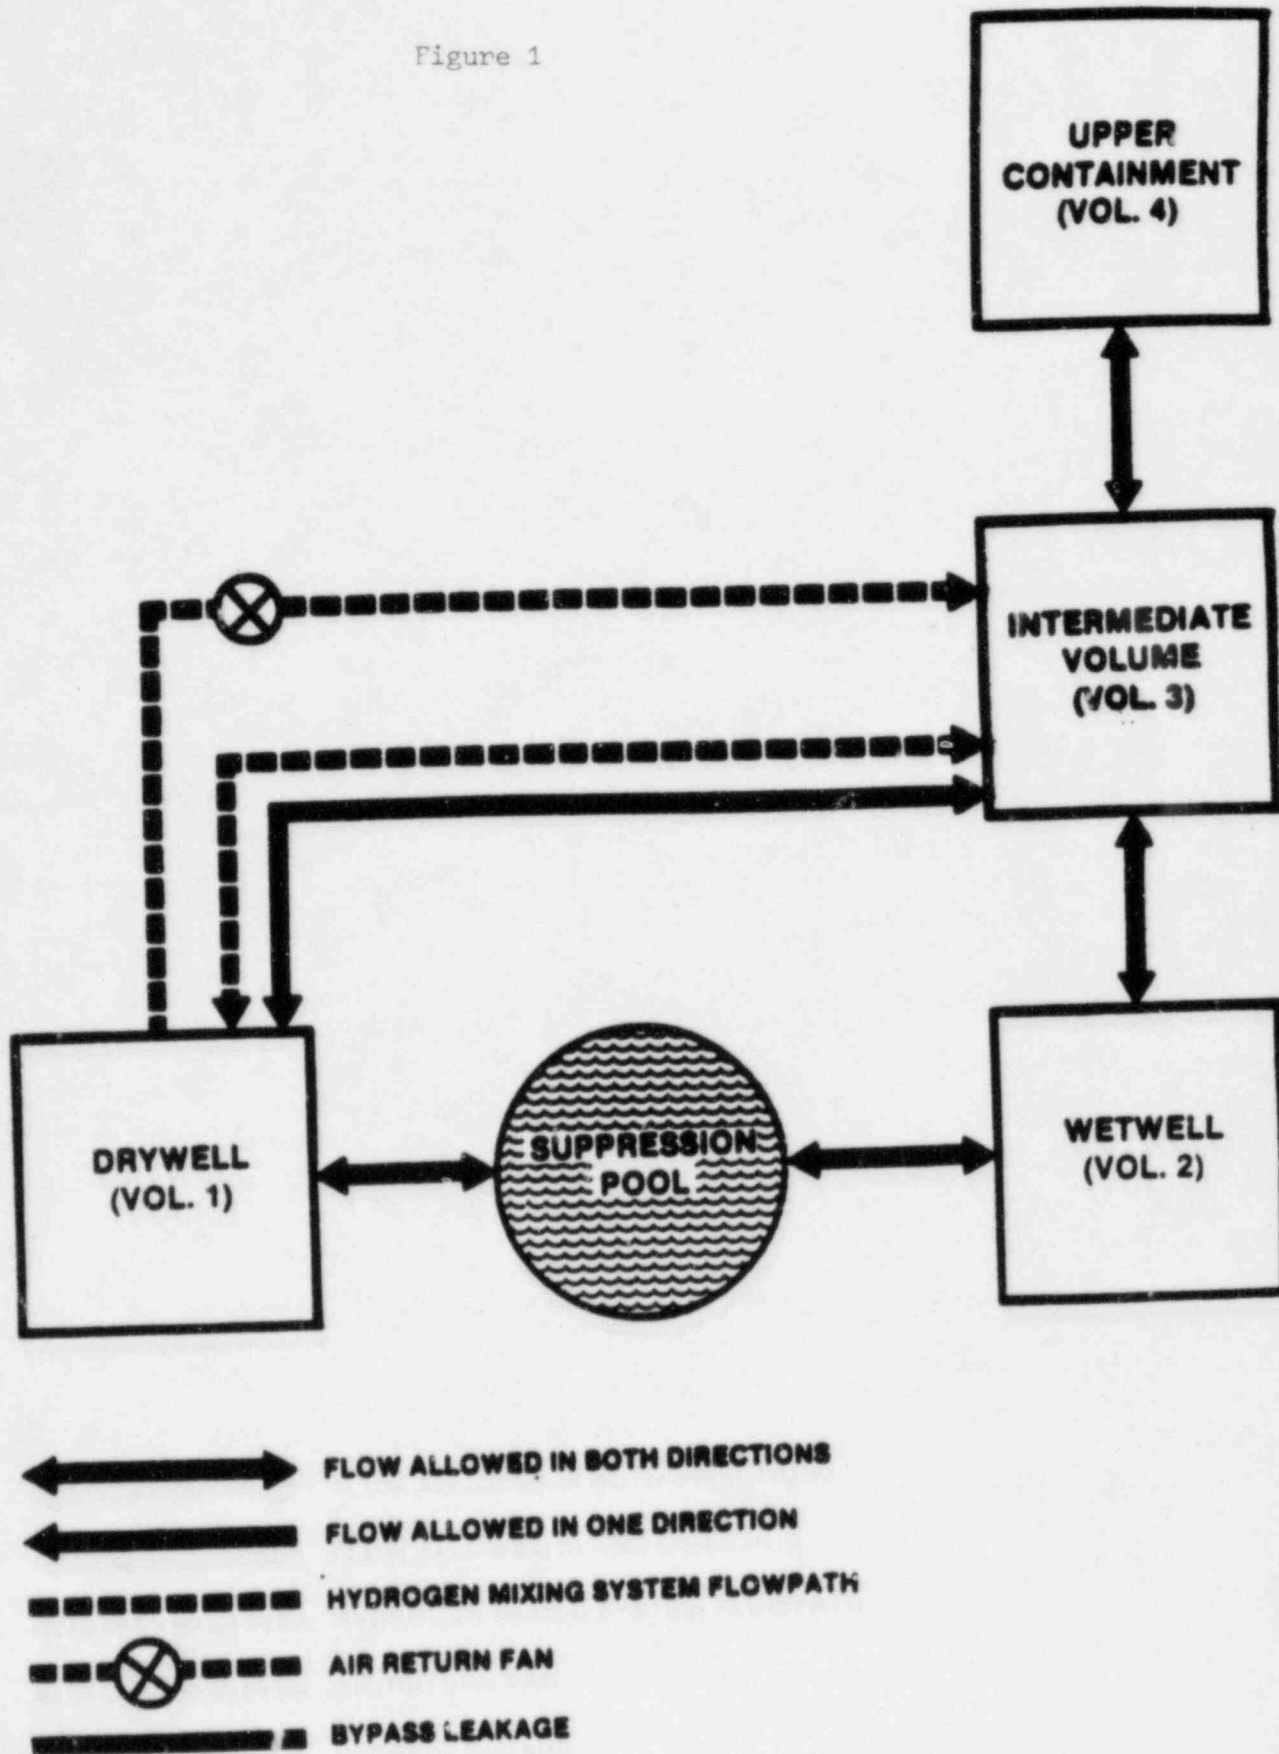 Figure 1
UPPER
CONTAINMENT
(VOL. 4)
INTERMEDIATE
VOLUME
(VOL. 3)
DRYWELL
(VOL. 1)
SUPPRESSION
POOL
WETWELL
(VOL. 2)
FLOW ALLOWED IN BOTH DIRECTIONS
FLOW ALLOWED IN ONE DIRECTION
HYDROGEN MIXING SYSTEM FLOWPATH
AIR RETURN FAN
BYPASS LEAKAGE